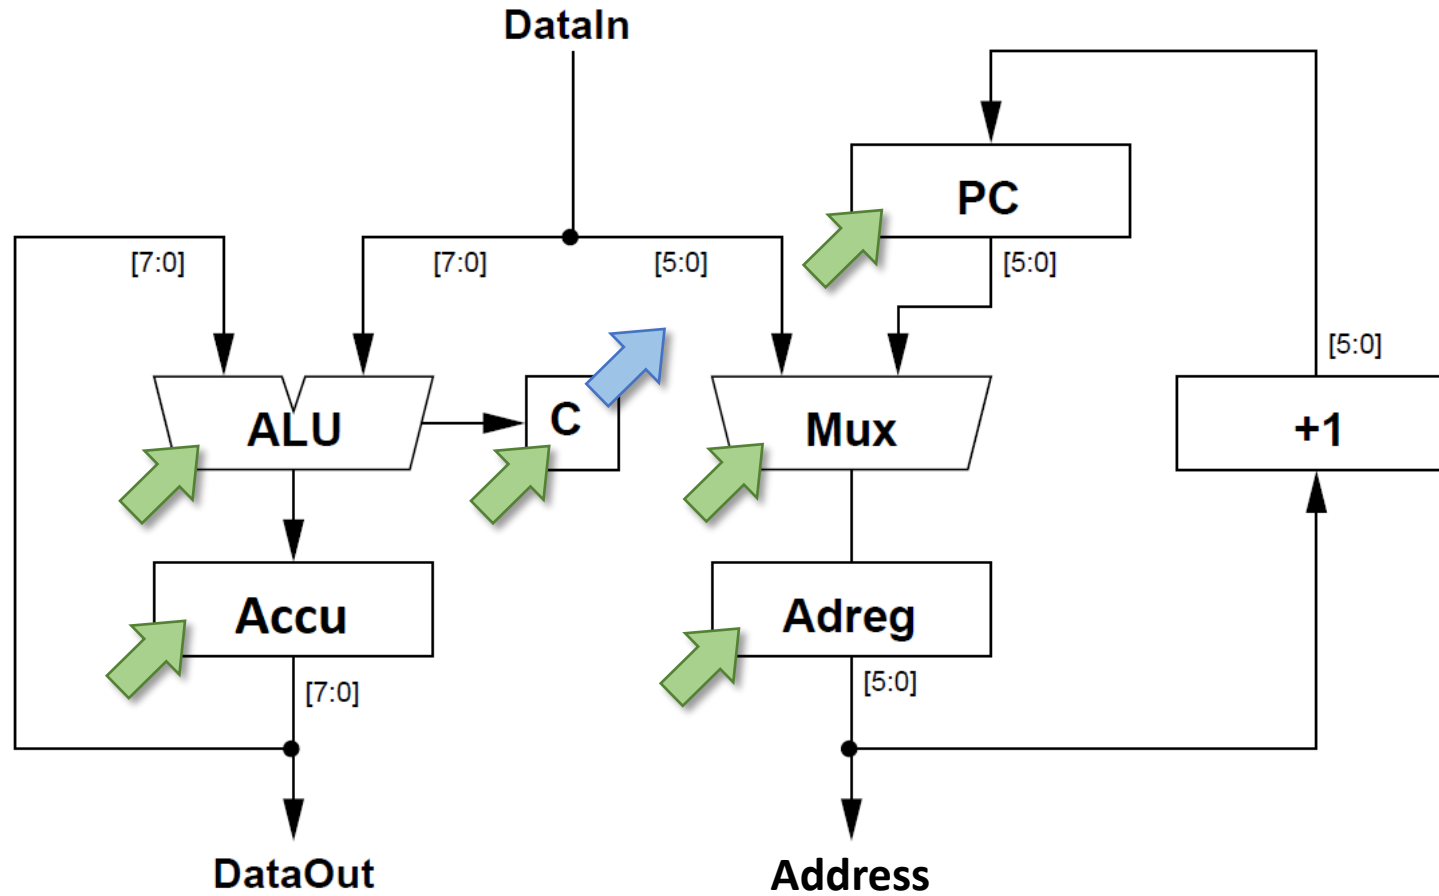 DataIn
PC
[7:0]
[7:0]
[5:0]
[5:0]
[5:0]
ALU
C
Mux
+1
Accu
Adreg
[7:0]
[5:0]
DataOut
Address